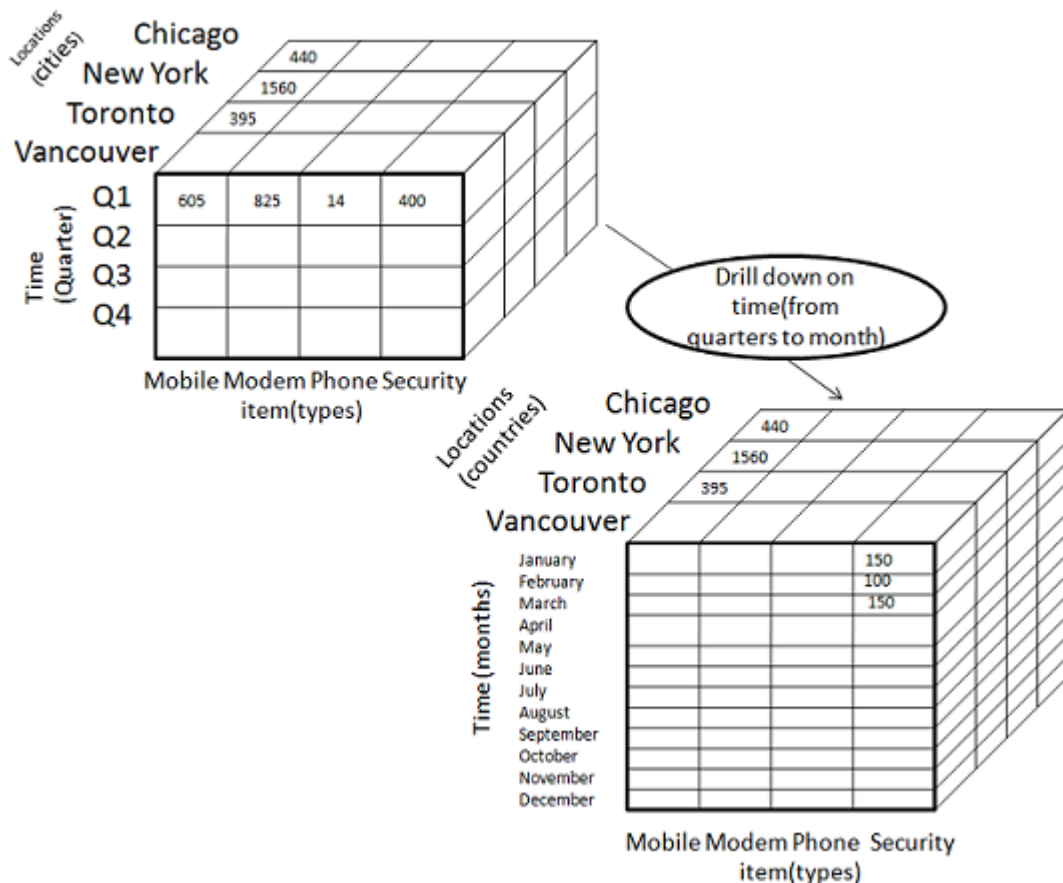 Locations
(cities)
Chicago
New York
Toronto
Vancouver
440
1560
395
Time
(Quarter)
Q1
605 825 14 400
Q2
Q3
Q4
Mobile Modem Phone Security
item(types)
Drill down on
time(from
quarters to month)
Locations
(countries)
Chicago
New York
Toronto
Vancouver
440
1560
395
Time (months)
January 150
February 100
March 150
April
May
June
July
August
September
October
November
December
Mobile Modem Phone Security
item(types)